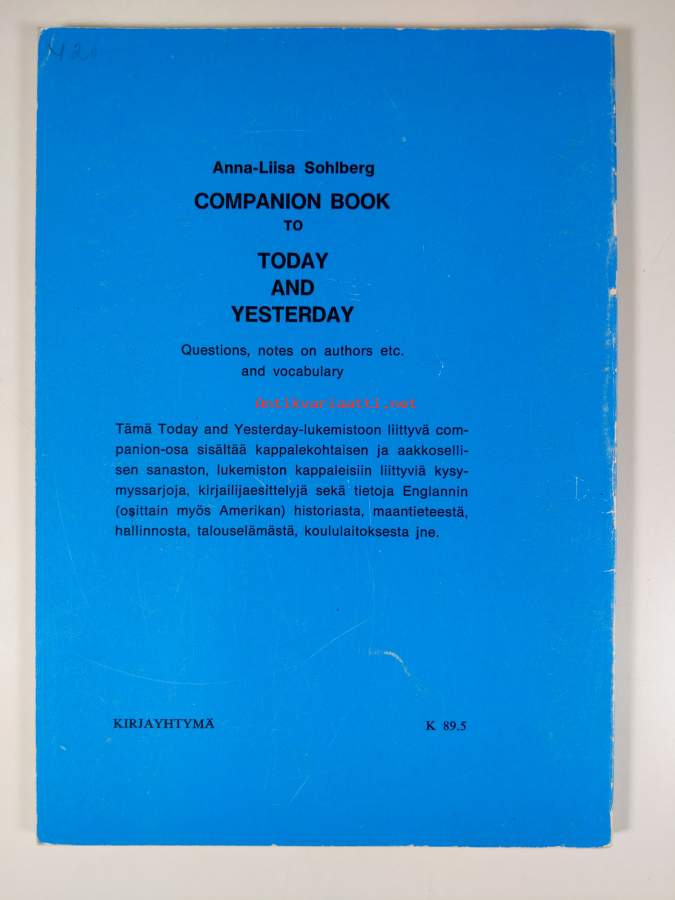 Anna-Liisa Sohlberg
COMPANION BOOK
TO
TODAY
AND
YESTERDAY
Questions, notes on authors etc.
and vocabulary
antikvariaatti.net
Tämä Today and Yesterday-lukemistoon liittyvä com-
panion-osa sisältää kappalekohtaisen ja aakkoselli-
sen sanaston, lukemiston kappaleisiin liittyviä kysy-
myssarjoja, kirjailijaesittelyjä sekä tietoja Englannin
(osittain myös Amerikan) historiasta, maantieteestä,
hallinnosta, talouselämästä, koululaitoksesta jne.
KIRJAYHTYMÄ
K 89.5